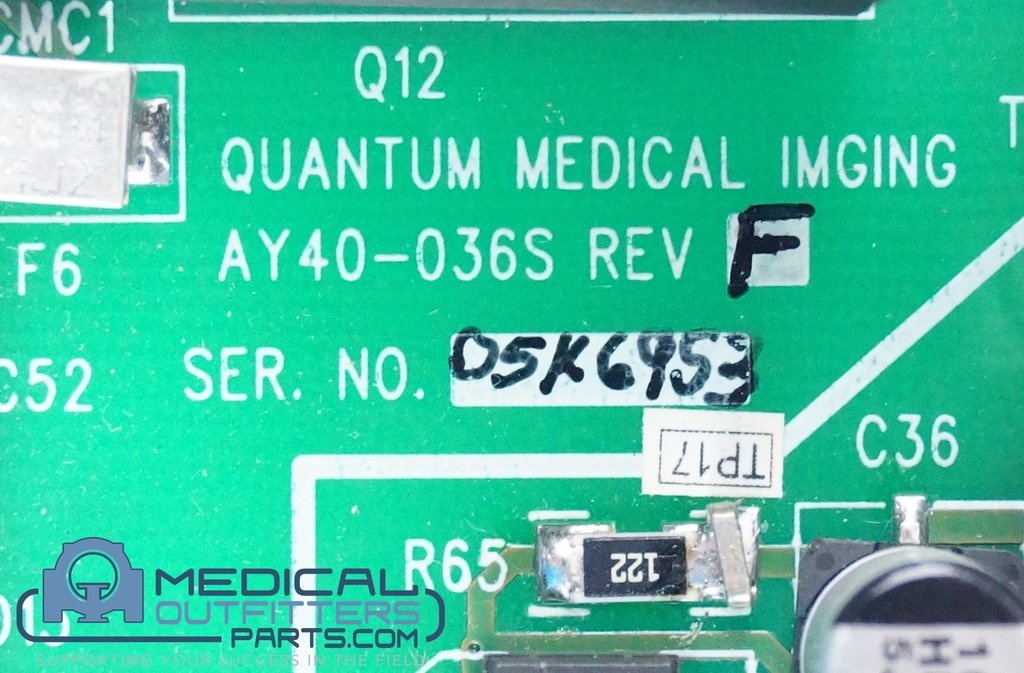 CMC1
Q12
QUANTUM MEDICAL IMGING
AY40-036S REV F
F6
SER. NO. 05K6953
C52
TP17
C36
R65
122
MEDICAL
OUTFITTERS
PARTS.COM
SUPPORTING YOUR SUCCESS IN THE FIELD